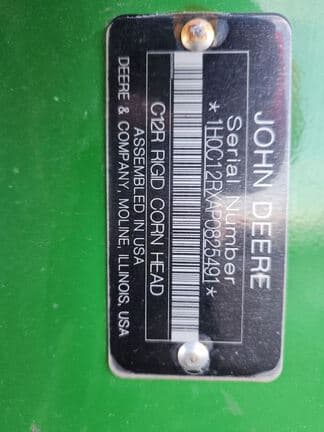 JOHN DEERE
Serial Number
*1H0C12RXAP0825491*
C12R RIGID CORN HEAD
ASSEMBLED IN USA
DEERE & COMPANY, MOLINE, ILLINOIS, USA